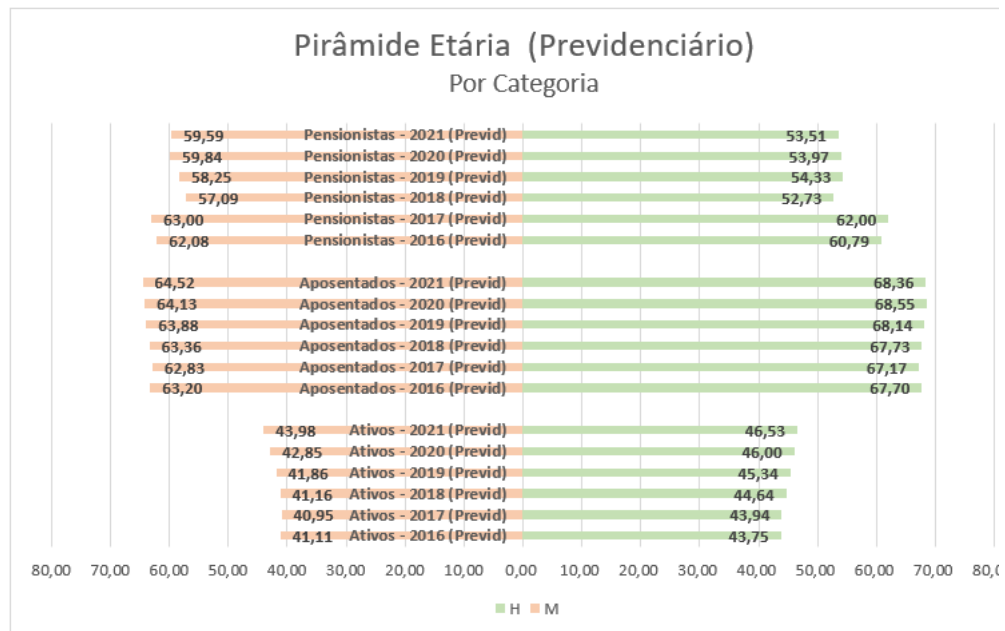 Pirâmide Etária (Previdenciário)
Por Categoria
59,59 Pensionistas - 2021 (Previd) 53,51
59,84 Pensionistas - 2020 (Previd) 53,97
58,25 Pensionistas - 2019 (Previd) 54,33
57,09 Pensionistas - 2018 (Previd) 52,73
63,00 Pensionistas - 2017 (Previd) 62,00
62,08 Pensionistas - 2016 (Previd) 60,79
64,52 Aposentados - 2021 (Previd) 68,36
64,13 Aposentados - 2020 (Previd) 68,55
63,88 Aposentados - 2019 (Previd) 68,14
63,36 Aposentados - 2018 (Previd) 67,73
62,83 Aposentados - 2017 (Previd) 67,17
63,20 Aposentados - 2016 (Previd) 67,70
43,98 Ativos - 2021 (Previd) 46,53
42,85 Ativos - 2020 (Previd) 46,00
41,86 Ativos - 2019 (Previd) 45,34
41,16 Ativos - 2018 (Previd) 44,64
40,95 Ativos - 2017 (Previd) 43,94
41,11 Ativos - 2016 (Previd) 43,75
80,00 70,00 60,00 50,00 40,00 30,00 20,00 10,00 0,00 10,00 20,00 30,00 40,00 50,00 60,00 70,00 80,0
H M